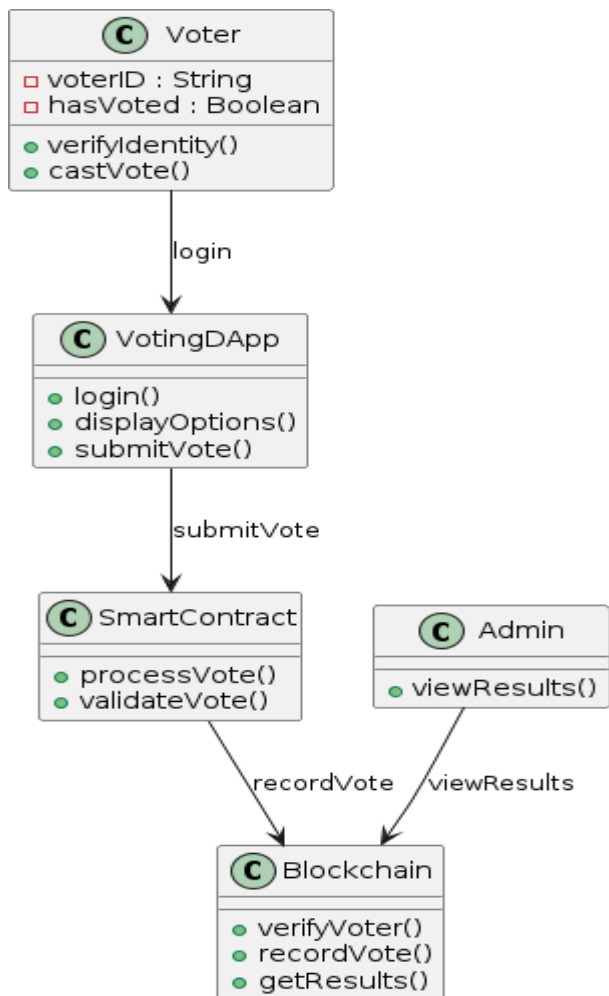 C Voter
voterID : String
hasVoted : Boolean
verifyIdentity()
castVote()
login
C VotingDApp
login()
displayOptions()
submitVote()
submitVote
C SmartContract
processVote()
validateVote()
C Admin
viewResults()
recordVote
viewResults
C Blockchain
verifyVoter()
recordVote()
getResults()